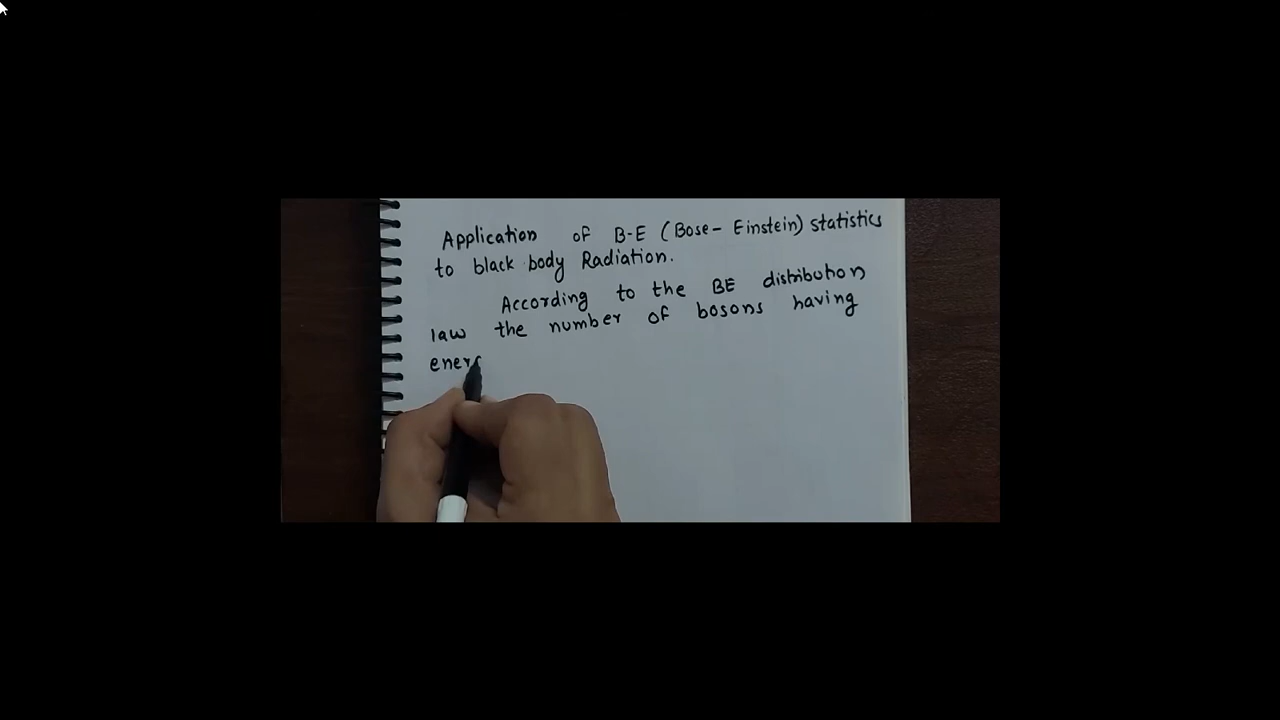 Application of B-E (Bose-Einstein) statistics
to black body Radiation.
According to the BE distribution
law the number of bosons having
energ